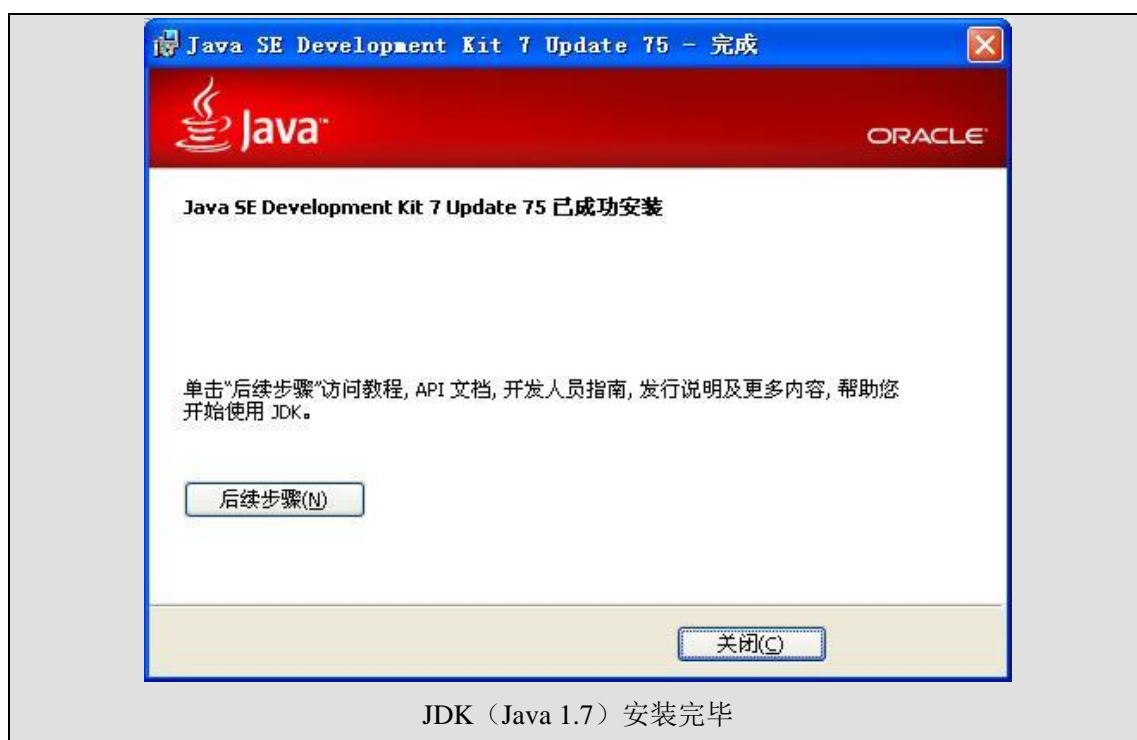 Java SE Development Kit 7 Update 75 - 完成
Java™
ORACLE®
Java SE Development Kit 7 Update 75 已成功安装
单击"后续步骤"访问教程, API 文档, 开发人员指南, 发行说明及更多内容, 帮助您
开始使用 JDK。
后续步骤(N)
关闭(C)
JDK（Java 1.7）安装完毕